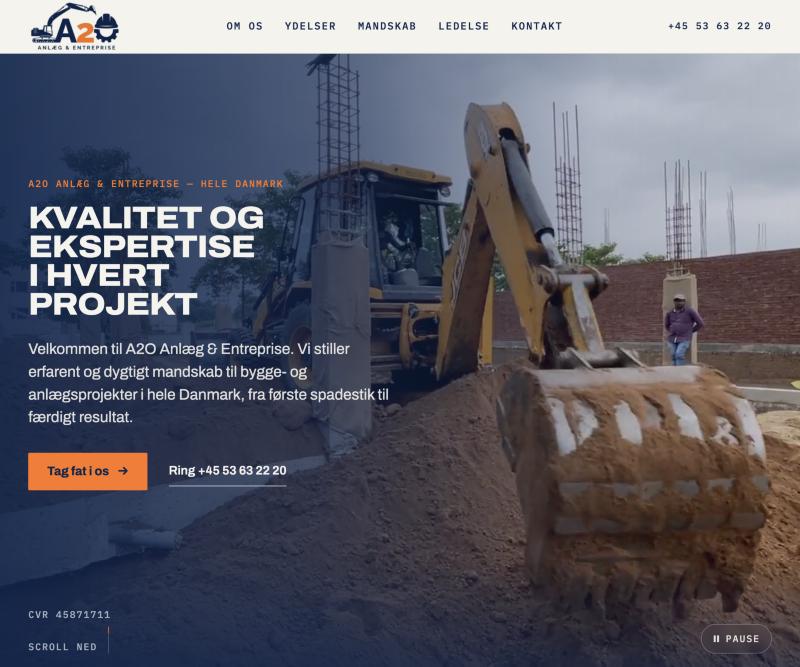 A2O
ANLÆG & ENTREPRISE
OM OS YDELSER MANDSKAB LEDELSE KONTAKT +45 53 63 22 20
A2O ANLÆG & ENTREPRISE — HELE DANMARK
KVALITET OG
EKSPERTISE
I HVERT
PROJEKT
Velkommen til A2O Anlæg & Entreprise. Vi stiller
erfarent og dygtigt mandskab til bygge- og
anlægsprojekter i hele Danmark, fra første spadestik til
færdigt resultat.
Tag fat i os → Ring +45 53 63 22 20
CVR 45871711
SCROLL NED
PAUSE